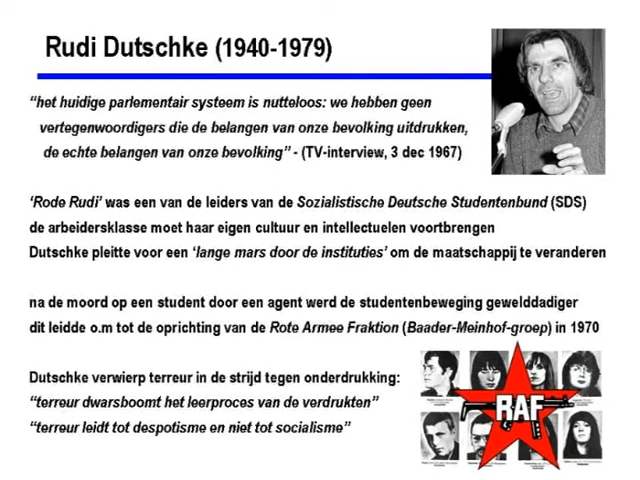 Rudi Dutschke (1940-1979)
“het huidige parlementair systeem is nutteloos: we hebben geen
vertegenwoordigers die de belangen van onze bevolking uitdrukken,
de echte belangen van onze bevolking” - (TV-interview, 3 dec 1967)
‘Rode Rudi’ was een van de leiders van de Sozialistische Deutsche Studentenbund (SDS)
de arbeidersklasse moet haar eigen cultuur en intellectuelen voortbrengen
Dutschke pleitte voor een ‘lange mars door de instituties’ om de maatschappij te veranderen
na de moord op een student door een agent werd de studentenbeweging gewelddadiger
dit leidde o.m tot de oprichting van de Rote Armee Fraktion (Baader-Meinhof-groep) in 1970
Dutschke verwierp terreur in de strijd tegen onderdrukking:
“terreur dwarsboomt het leerproces van de verdrukten”
“terreur leidt tot despotisme en niet tot socialisme”
RAF